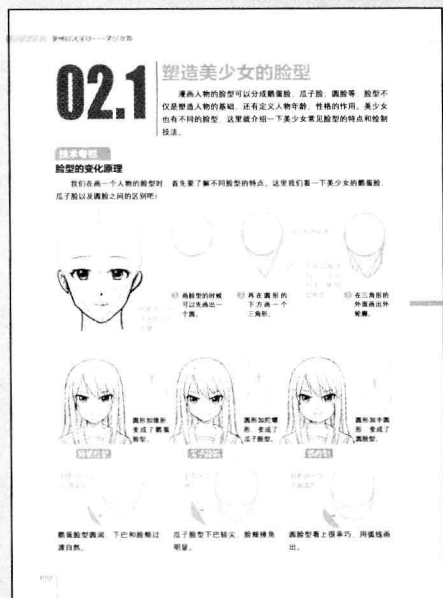 02.1
塑造美少女的脸型
漫画人物的脸型可以分成鹅蛋脸、瓜子脸、圆脸等，脸型不
仅是塑造人物的基础，还有定义人物年龄、性格的作用。美少女
也有不同的脸型，这里就介绍一下美少女常见脸型的特点和绘制
技法。
技术专栏
脸型的变化原理
我们在画一个人物的脸型时，首先要了解不同脸型的特点。这里我们看一下美少女的鹅蛋脸、
瓜子脸以及圆脸之间的区别吧！
画脸型的时候
可以先画出一
个圆。
再在圆形的
下方画一个
三角形。
在三角形的
外面画出外
轮廓。
圆形加锥形
变成了鹅蛋
脸型。
圆形加陀螺
形，变成了
瓜子脸型。
圆形加半圆
形，变成了
圆脸型。
鹅蛋脸型圆润，下巴和脸颊过
渡自然。
瓜子脸型下巴较尖，脸颊棱角
明显。
圆脸型看上很乖巧，用弧线画
出。